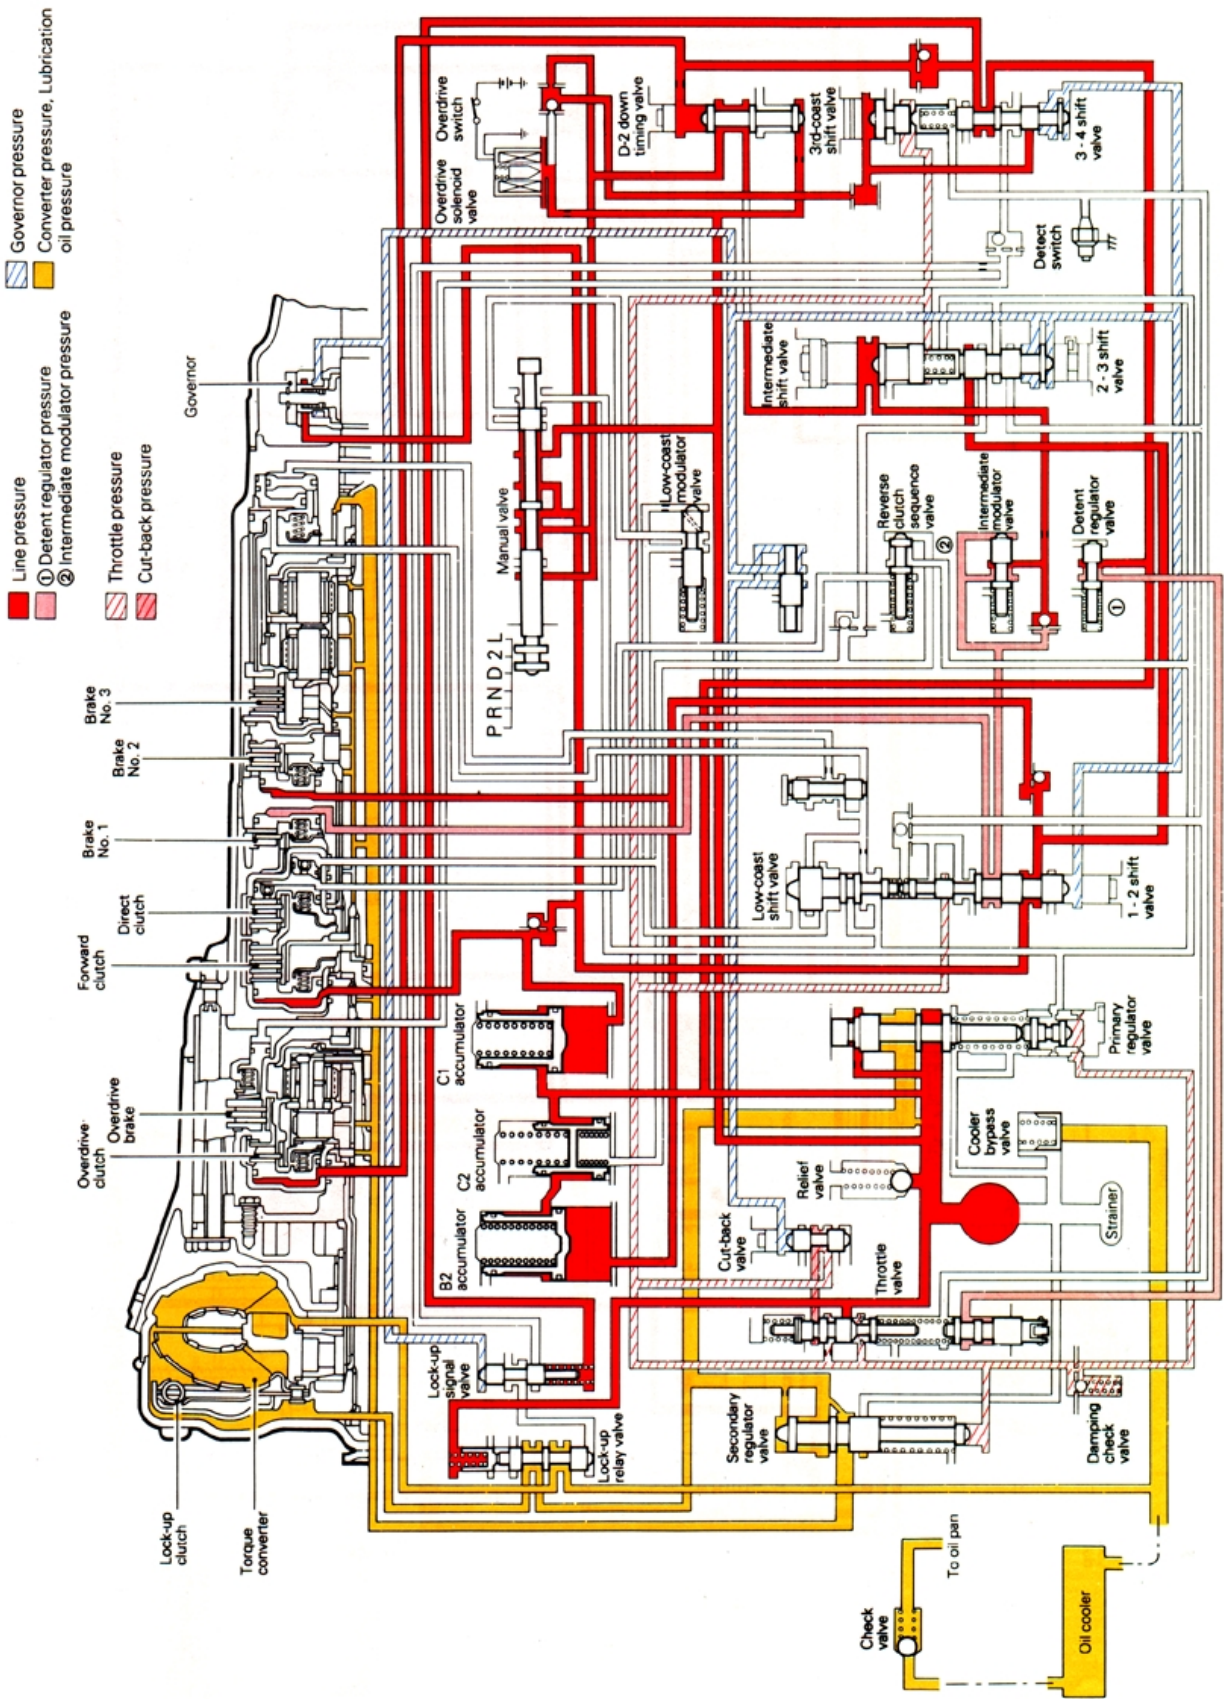 Line pressure
① Detent regulator pressure
② Intermediate modulator pressure
Governor pressure
Converter pressure, Lubrication
oil pressure
Throttle pressure
Cut-back pressure
Lock-up
clutch
Torque
converter
Overdrive
clutch
Overdrive
brake
Forward
clutch
Direct
clutch
Brake
No. 1
Brake
No. 2
Brake
No. 3
Governor
Lock-up
signal
valve
Lock-up
relay valve
B2
accumulator
C2
accumulator
C1
accumulator
P R N D 2 L
Manual valve
Overdrive
solenoid
valve
Overdrive
switch
D-2 down
timing valve
3rd-coast
shift valve
3 - 4 shift
valve
Detect
switch
Intermediate
shift valve
2 - 3 shift
valve
Low-coast
modulator
valve
Reverse
clutch
sequence
valve
②
Intermediate
modulator
valve
Detent
regulator
valve
①
Low-coast
shift valve
1 - 2 shift
valve
Primary
regulator
valve
Cooler
bypass
valve
Relief
valve
Strainer
Cut-back
valve
Throttle
valve
Secondary
regulator
valve
Damping
check
valve
Check
valve
To oil pan
Oil cooler